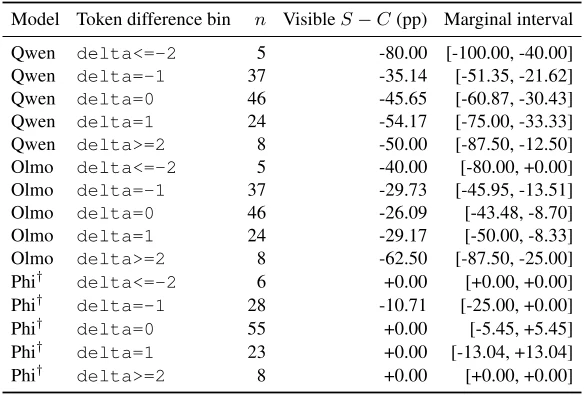 Model Token difference bin n Visible S − C (pp) Marginal interval
Qwen delta<=-2 5 -80.00 [-100.00, -40.00]
Qwen delta=-1 37 -35.14 [-51.35, -21.62]
Qwen delta=0 46 -45.65 [-60.87, -30.43]
Qwen delta=1 24 -54.17 [-75.00, -33.33]
Qwen delta>=2 8 -50.00 [-87.50, -12.50]
Olmo delta<=-2 5 -40.00 [-80.00, +0.00]
Olmo delta=-1 37 -29.73 [-45.95, -13.51]
Olmo delta=0 46 -26.09 [-43.48, -8.70]
Olmo delta=1 24 -29.17 [-50.00, -8.33]
Olmo delta>=2 8 -62.50 [-87.50, -25.00]
Phi† delta<=-2 6 +0.00 [+0.00, +0.00]
Phi† delta=-1 28 -10.71 [-25.00, +0.00]
Phi† delta=0 55 +0.00 [-5.45, +5.45]
Phi† delta=1 23 +0.00 [-13.04, +13.04]
Phi† delta>=2 8 +0.00 [+0.00, +0.00]